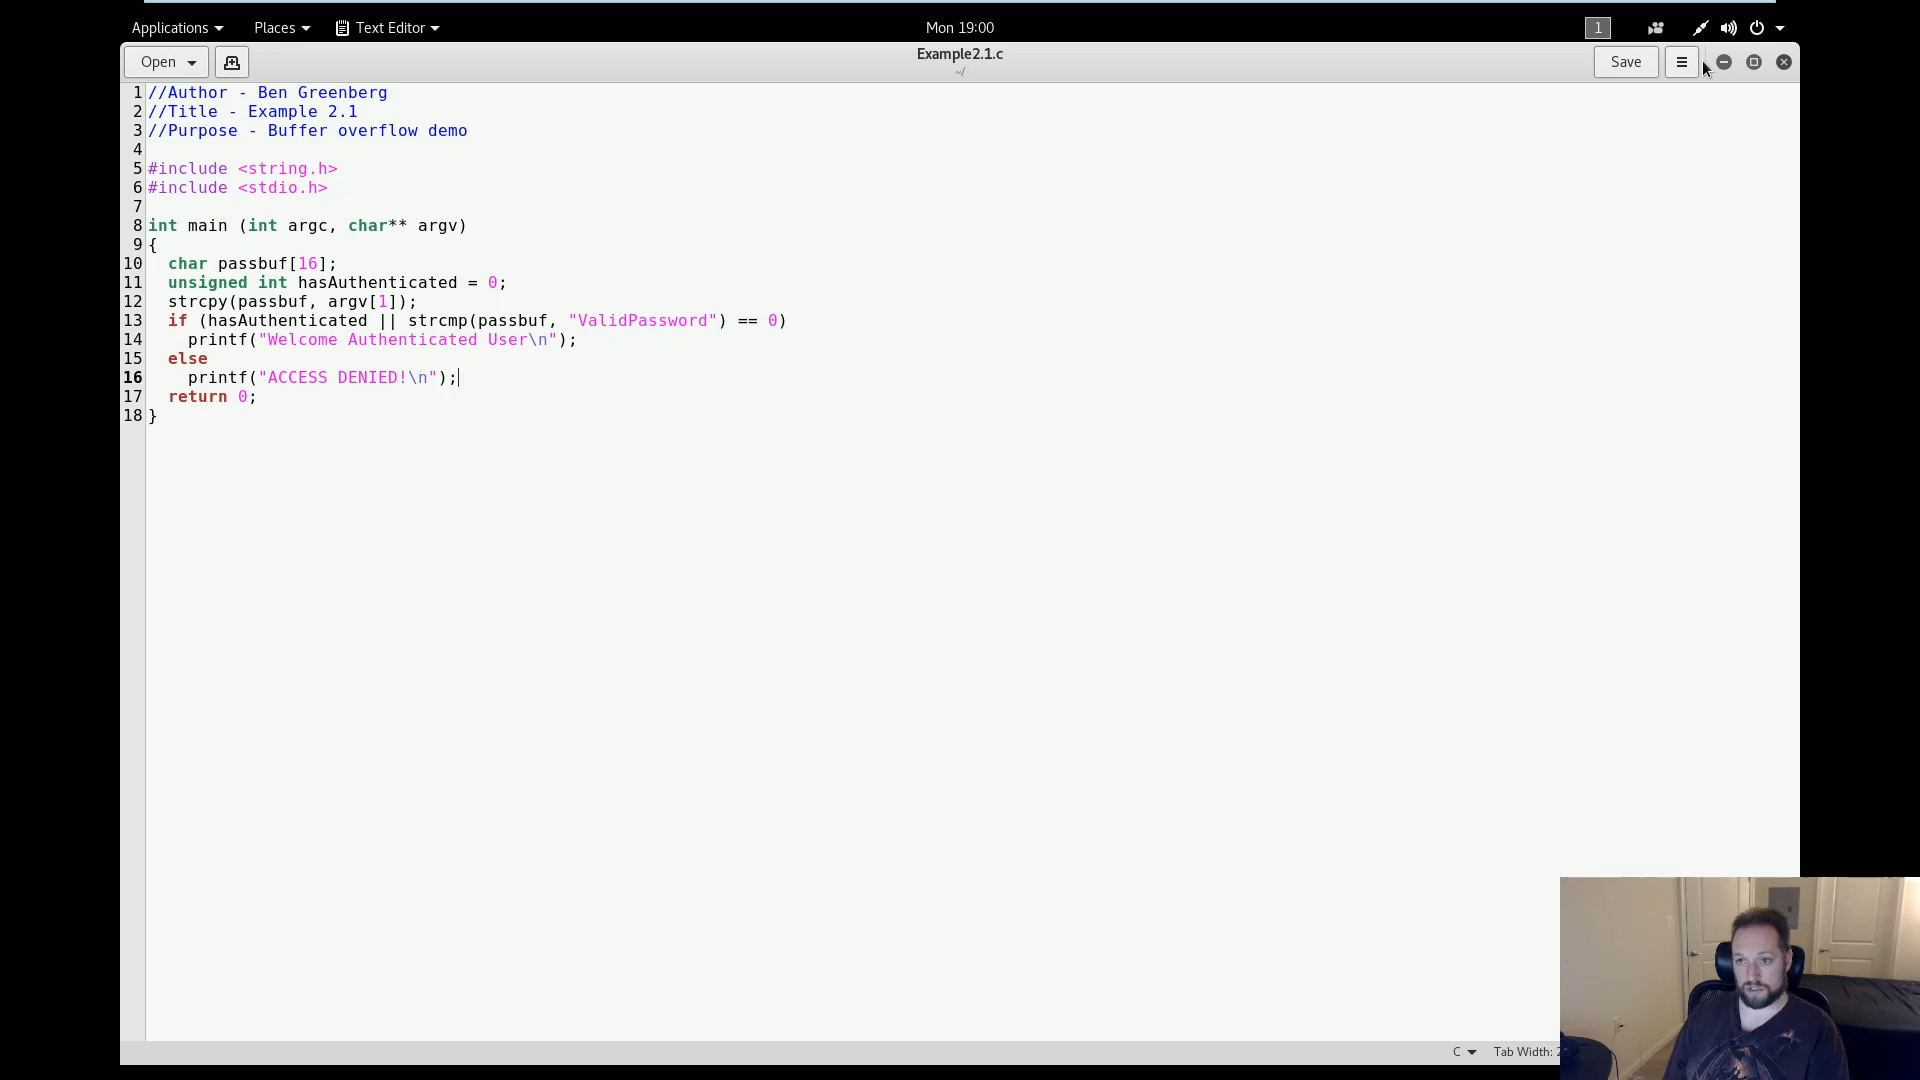 Applications Places Text Editor Mon 19:00 1
Open Example2.1.c Save
~/
1 //Author - Ben Greenberg
2 //Title - Example 2.1
3 //Purpose - Buffer overflow demo
4
5 #include <string.h>
6 #include <stdio.h>
7
8 int main (int argc, char** argv)
9 {
10   char passbuf[16];
11   unsigned int hasAuthenticated = 0;
12   strcpy(passbuf, argv[1]);
13   if (hasAuthenticated || strcmp(passbuf, "ValidPassword") == 0)
14     printf("Welcome Authenticated User\n");
15   else
16     printf("ACCESS DENIED!\n");
17   return 0;
18 }
C Tab Width: